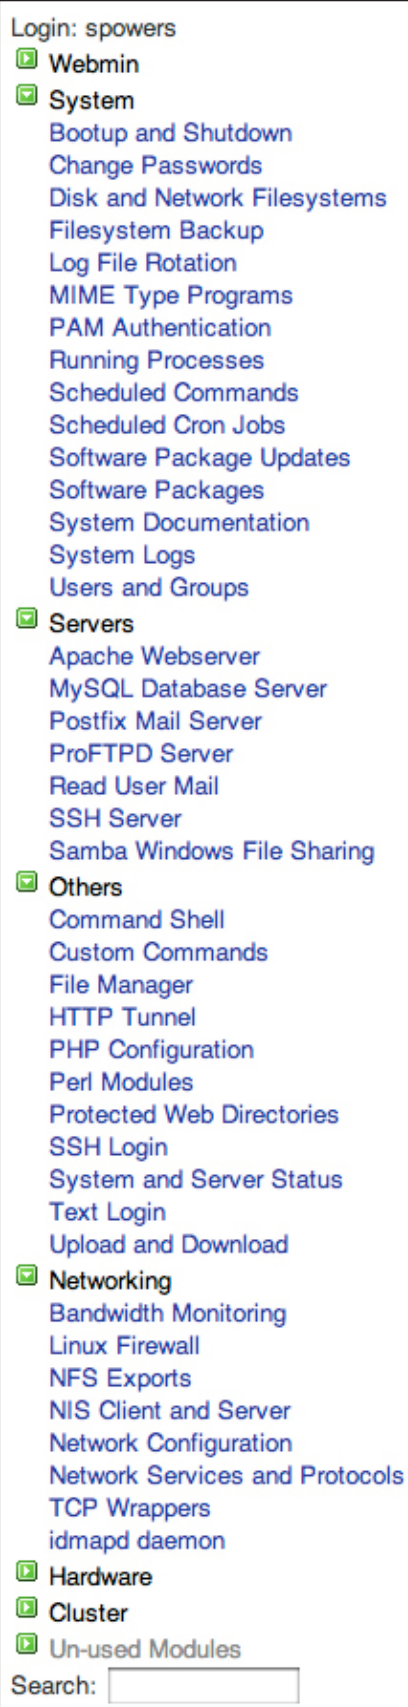 Login: spowers
Webmin
System
Bootup and Shutdown
Change Passwords
Disk and Network Filesystems
Filesystem Backup
Log File Rotation
MIME Type Programs
PAM Authentication
Running Processes
Scheduled Commands
Scheduled Cron Jobs
Software Package Updates
Software Packages
System Documentation
System Logs
Users and Groups
Servers
Apache Webserver
MySQL Database Server
Postfix Mail Server
ProFTPD Server
Read User Mail
SSH Server
Samba Windows File Sharing
Others
Command Shell
Custom Commands
File Manager
HTTP Tunnel
PHP Configuration
Perl Modules
Protected Web Directories
SSH Login
System and Server Status
Text Login
Upload and Download
Networking
Bandwidth Monitoring
Linux Firewall
NFS Exports
NIS Client and Server
Network Configuration
Network Services and Protocols
TCP Wrappers
idmapd daemon
Hardware
Cluster
Un-used Modules
Search: